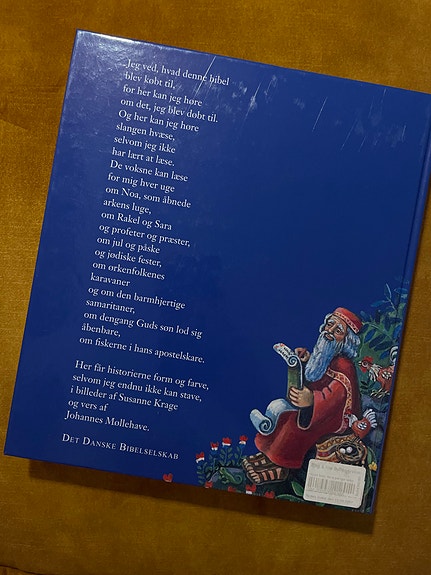 Jeg ved, hvad denne bibel
blev købt til,
for her kan jeg høre
om det, jeg blev døbt til.
Og her kan jeg høre
slangen hvæse,
selvom jeg ikke
har lært at læse.
De voksne kan læse
for mig hver uge
om Noa, som åbnede
arkens luge,
om Rakel og Sara
og profeter og præster,
om jul og påske
og jødiske fester,
om ørkenfolkenes
karavaner
og om den barmhjertige
samaritaner,
om dengang Guds søn lod sig
åbenbare,
om fiskerne i hans apostelskare.
Her får historierne form og farve,
selvom jeg endnu ikke kan stave,
i billeder af Susanne Krage
og vers af
Johannes Møllehave.
DET DANSKE BIBELSELSKAB